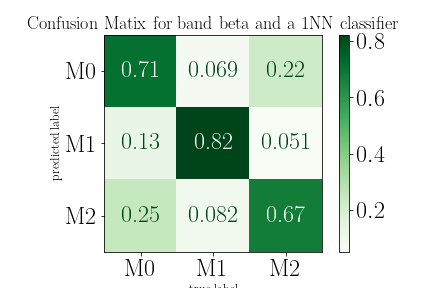 Confusion Matix for band beta and a 1NN classifier
M0 0.71 0.069 0.22
M1 0.13 0.82 0.051
M2 0.25 0.082 0.67
M0 M1 M2
predicted label
true label
0.8
0.6
0.4
0.2